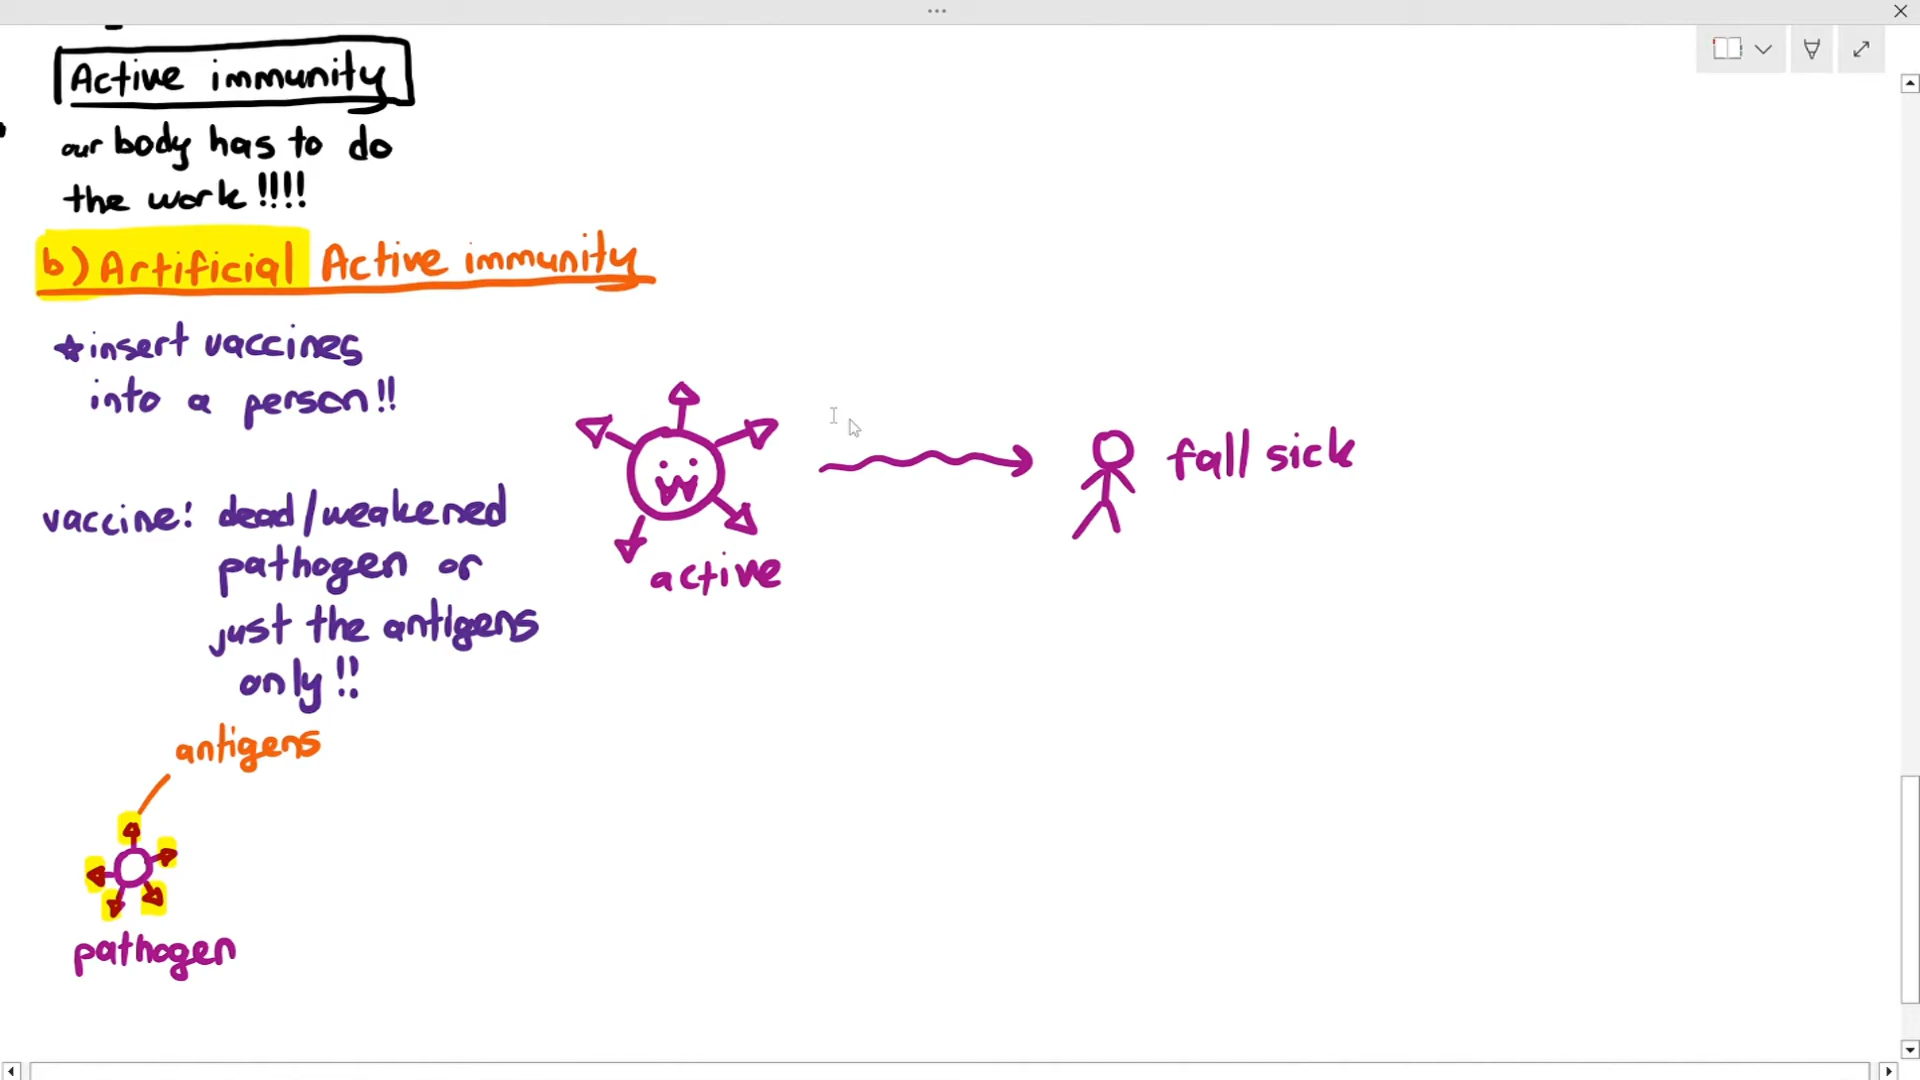 Active immunity
our body has to do
the work!!!!
b) Artificial Active immunity
☆insert vaccines
into a person!!
vaccine: dead/weakened
pathogen or
just the antigens
only!!
antigens
pathogen
active
fall sick